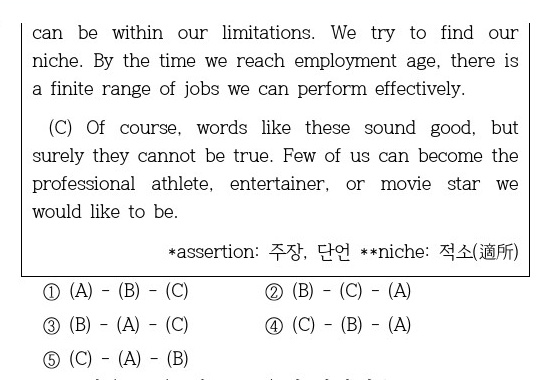 can be within our limitations. We try to find our
niche. By the time we reach employment age, there is
a finite range of jobs we can perform effectively.
(C) Of course, words like these sound good, but
surely they cannot be true. Few of us can become the
professional athlete, entertainer, or movie star we
would like to be.
*assertion: 주장, 단언 **niche: 적소(適所)
① (A) - (B) - (C) ② (B) - (C) - (A)
③ (B) - (A) - (C) ④ (C) - (B) - (A)
⑤ (C) - (A) - (B)